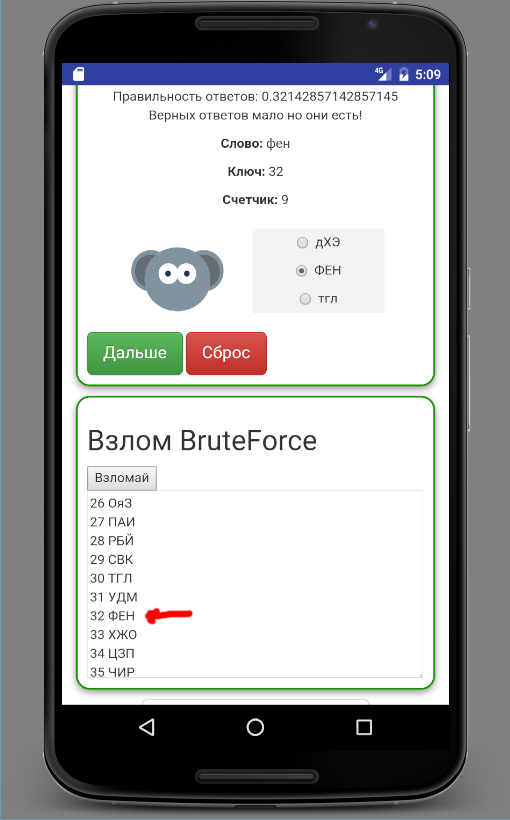 4G 5:09
Правильность ответов: 0.32142857142857145
Верных ответов мало но они есть!
Слово: фен
Ключ: 32
Счетчик: 9
дХЭ
ФЕН
тгл
Дальше Сброс
Взлом BruteForce
Взломай
26 ОяЗ
27 ПАИ
28 РБЙ
29 СВК
30 ТГЛ
31 УДМ
32 ФЕН
33 ХЖО
34 ЦЗП
35 ЧИР